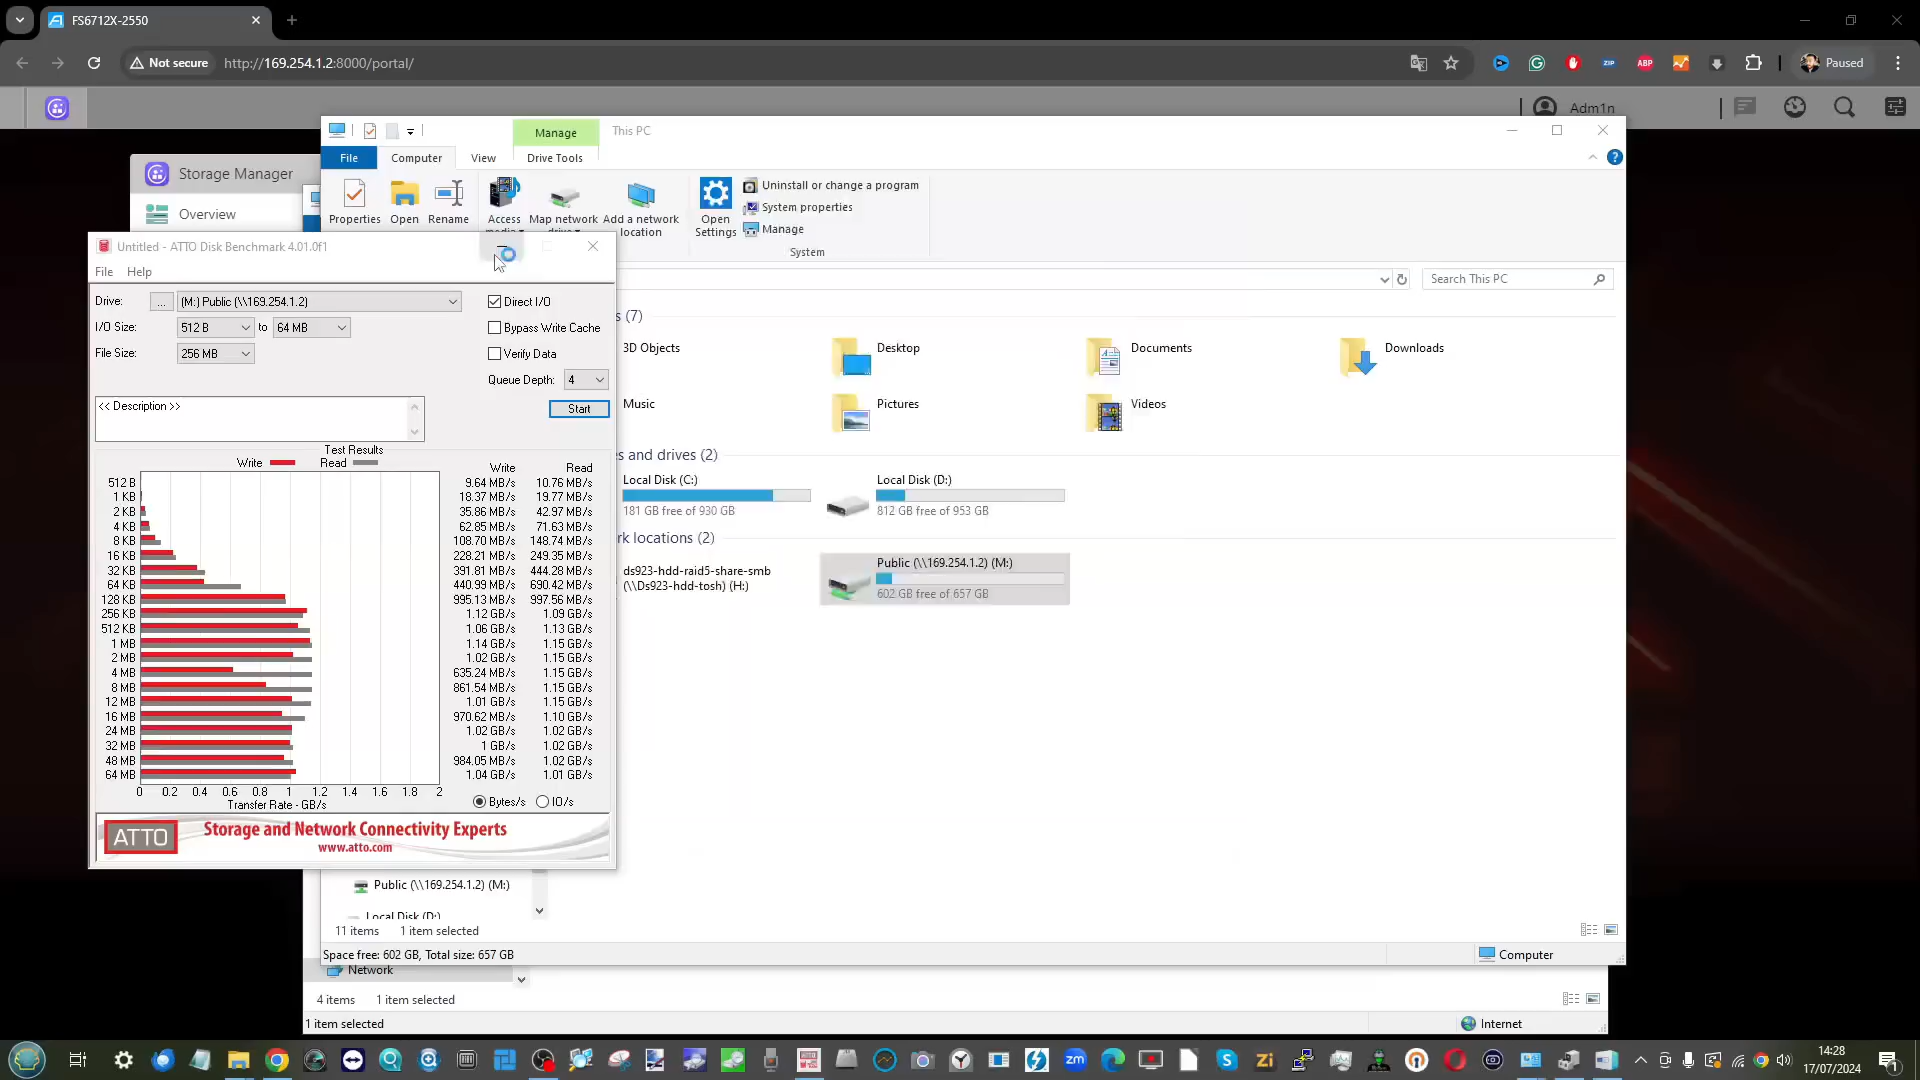 FS6712X-2550
Not secure
http://169.254.1.2:8000/portal/
ZIP
ABP
Paused
Adm1n
Storage Manager
Overview
Manage
This PC
File
Computer
View
Drive Tools
Properties
Open
Rename
Access
media
Map network
drive
Add a network
location
Open
Settings
Uninstall or change a program
System properties
Manage
System
Search This PC
s (7)
3D Objects
Desktop
Documents
Downloads
Music
Pictures
Videos
es and drives (2)
Local Disk (C:)
181 GB free of 930 GB
Local Disk (D:)
812 GB free of 953 GB
rk locations (2)
ds923-hdd-raid5-share-smb
(\\Ds923-hdd-tosh) (H:)
Public (\\169.254.1.2) (M:)
602 GB free of 657 GB
Untitled - ATTO Disk Benchmark 4.01.0f1
File Help
Drive: ... (M:) Public (\\169.254.1.2)
I/O Size: 512 B to 64 MB
File Size: 256 MB
Direct I/O
Bypass Write Cache
Verify Data
Queue Depth: 4
<< Description >>
Start
Test Results
Write Read
Write Read
512 B 9.64 MB/s 10.76 MB/s
1 KB 18.37 MB/s 19.77 MB/s
2 KB 35.86 MB/s 42.97 MB/s
4 KB 62.85 MB/s 71.63 MB/s
8 KB 108.70 MB/s 148.74 MB/s
16 KB 228.21 MB/s 249.35 MB/s
32 KB 391.81 MB/s 444.28 MB/s
64 KB 440.99 MB/s 690.42 MB/s
128 KB 995.13 MB/s 997.56 MB/s
256 KB 1.12 GB/s 1.09 GB/s
512 KB 1.06 GB/s 1.13 GB/s
1 MB 1.14 GB/s 1.15 GB/s
2 MB 1.02 GB/s 1.15 GB/s
4 MB 635.24 MB/s 1.15 GB/s
8 MB 861.54 MB/s 1.15 GB/s
12 MB 1.01 GB/s 1.15 GB/s
16 MB 970.62 MB/s 1.10 GB/s
24 MB 1.02 GB/s 1.02 GB/s
32 MB 1 GB/s 1.02 GB/s
48 MB 984.05 MB/s 1.02 GB/s
64 MB 1.04 GB/s 1.01 GB/s
0 0.2 0.4 0.6 0.8 1 1.2 1.4 1.6 1.8 2
Transfer Rate - GB/s
Bytes/s IO/s
ATTO
Storage and Network Connectivity Experts
www.atto.com
Public (\\169.254.1.2) (M:)
Local Disk (D:)
11 items 1 item selected
Space free: 602 GB, Total size: 657 GB
Computer
Network
4 items 1 item selected
1 item selected
Internet
zm
Zi
14:28
17/07/2024
1